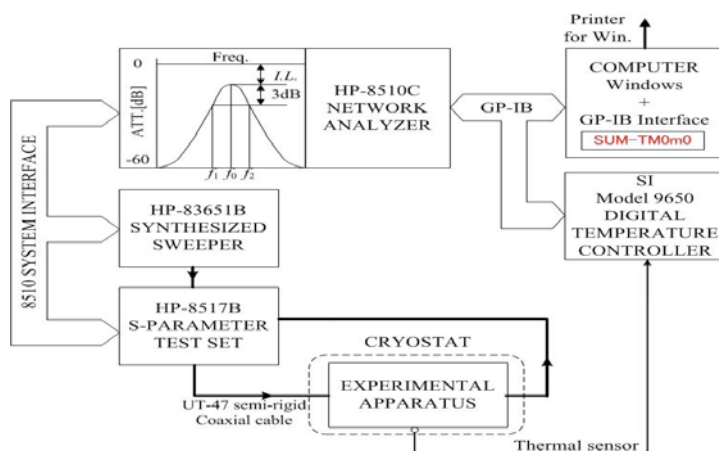 Printer
for Win.
0
Freq.
I.L.
3dB
ATT.[dB]
-60
f1 f0 f2
HP-8510C
NETWORK
ANALYZER
GP-IB
COMPUTER
Windows
+
GP-IB Interface
SUM-TM0m0
8510 SYSTEM INTERFACE
HP-83651B
SYNTHESIZED
SWEEPER
SI
Model 9650
DIGITAL
TEMPERATURE
CONTROLLER
HP-8517B
S-PARAMETER
TEST SET
CRYOSTAT
EXPERIMENTAL
APPARATUS
UT-47 semi-rigid
Coaxial cable
Thermal sensor